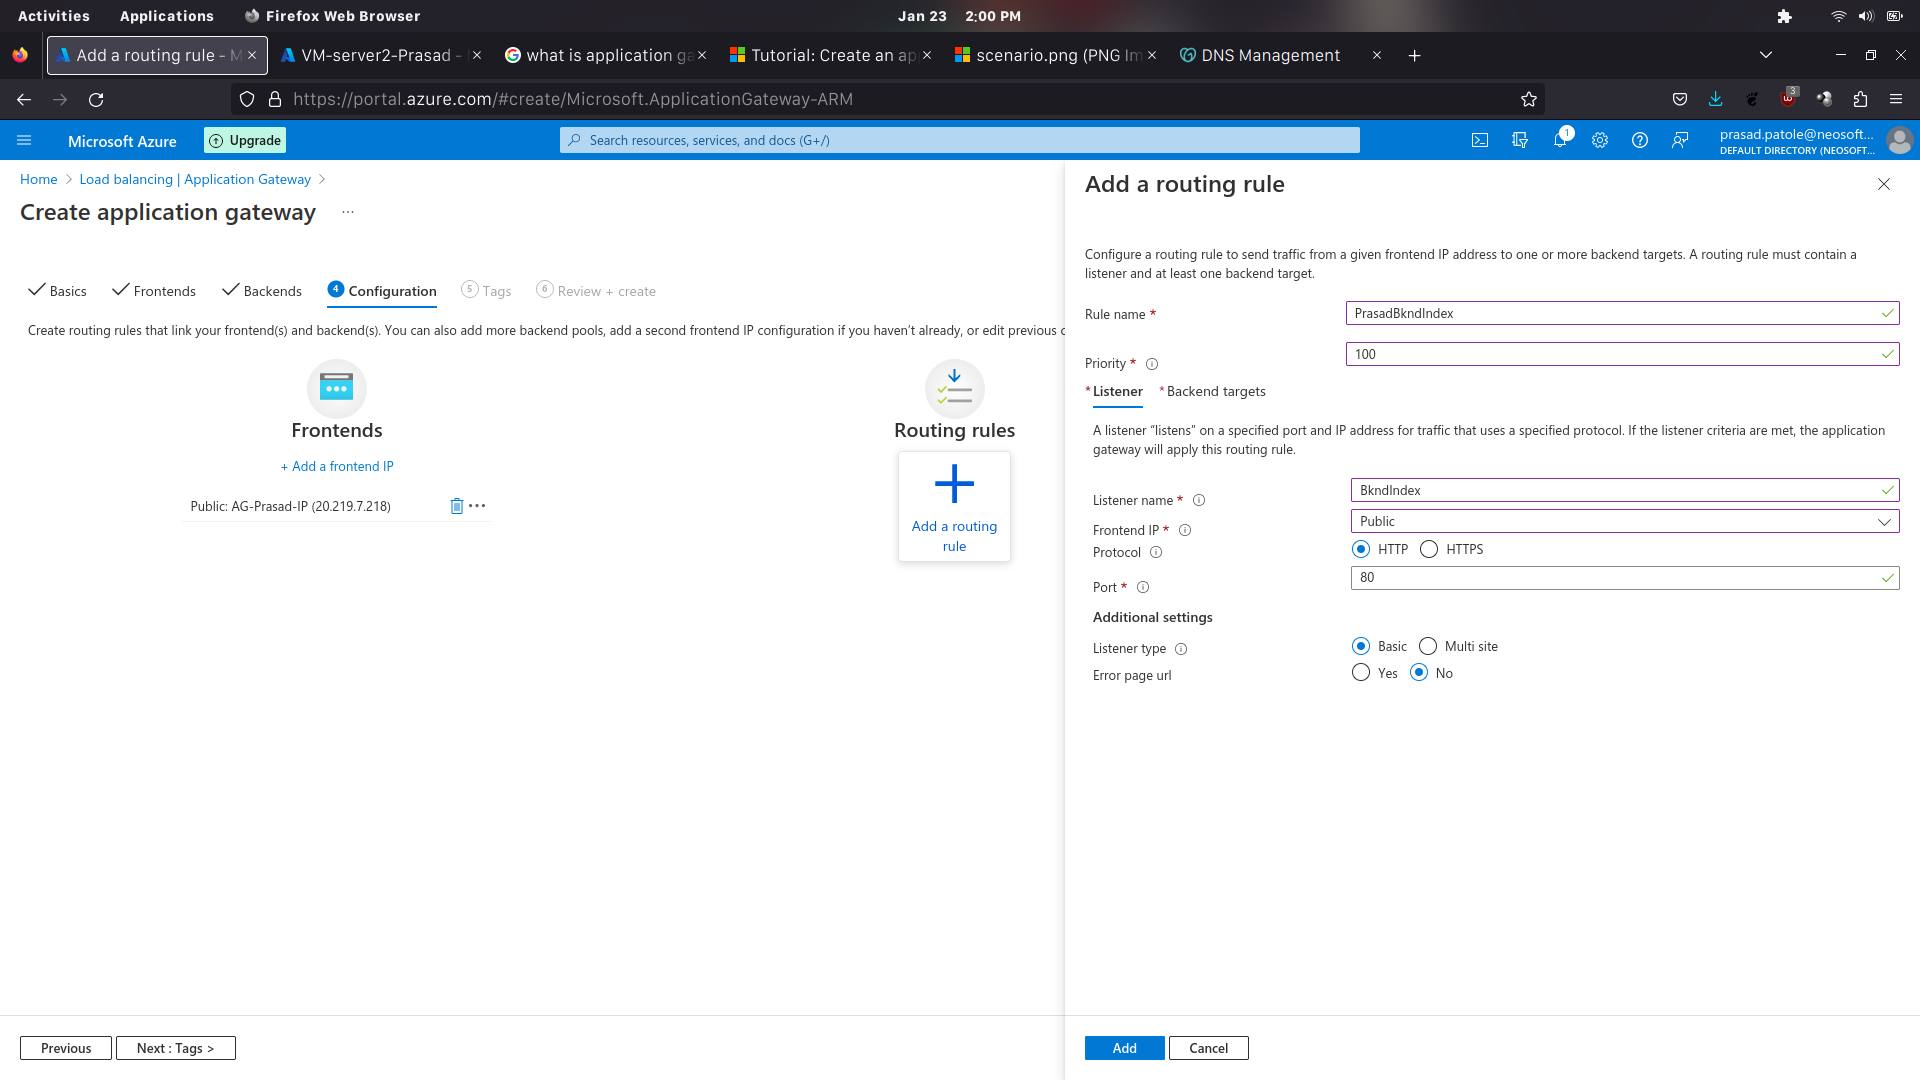 Activities Applications Firefox Web Browser Jan 23 2:00 PM
Add a routing rule - M VM-server2-Prasad - what is application ga Tutorial: Create an ap scenario.png (PNG Im DNS Management
https://portal.azure.com/#create/Microsoft.ApplicationGateway-ARM 3
Microsoft Azure Upgrade Search resources, services, and docs (G+/) 1 prasad.patole@neosoft...
DEFAULT DIRECTORY (NEOSOFT....
Home > Load balancing | Application Gateway >
Create application gateway ...
Basics Frontends Backends 4 Configuration 5 Tags 6 Review + create
Create routing rules that link your frontend(s) and backend(s). You can also add more backend pools, add a second frontend IP configuration if you haven't already, or edit previous c
Frontends
+ Add a frontend IP
Public: AG-Prasad-IP (20.219.7.218)
Routing rules
Add a routing
rule
Previous Next : Tags >
Add a routing rule
Configure a routing rule to send traffic from a given frontend IP address to one or more backend targets. A routing rule must contain a
listener and at least one backend target.
Rule name * PrasadBkndIndex
Priority * 100
* Listener * Backend targets
A listener “listens” on a specified port and IP address for traffic that uses a specified protocol. If the listener criteria are met, the application
gateway will apply this routing rule.
Listener name * BkndIndex
Frontend IP * Public
Protocol HTTP HTTPS
Port * 80
Additional settings
Listener type Basic Multi site
Error page url Yes No
Add Cancel